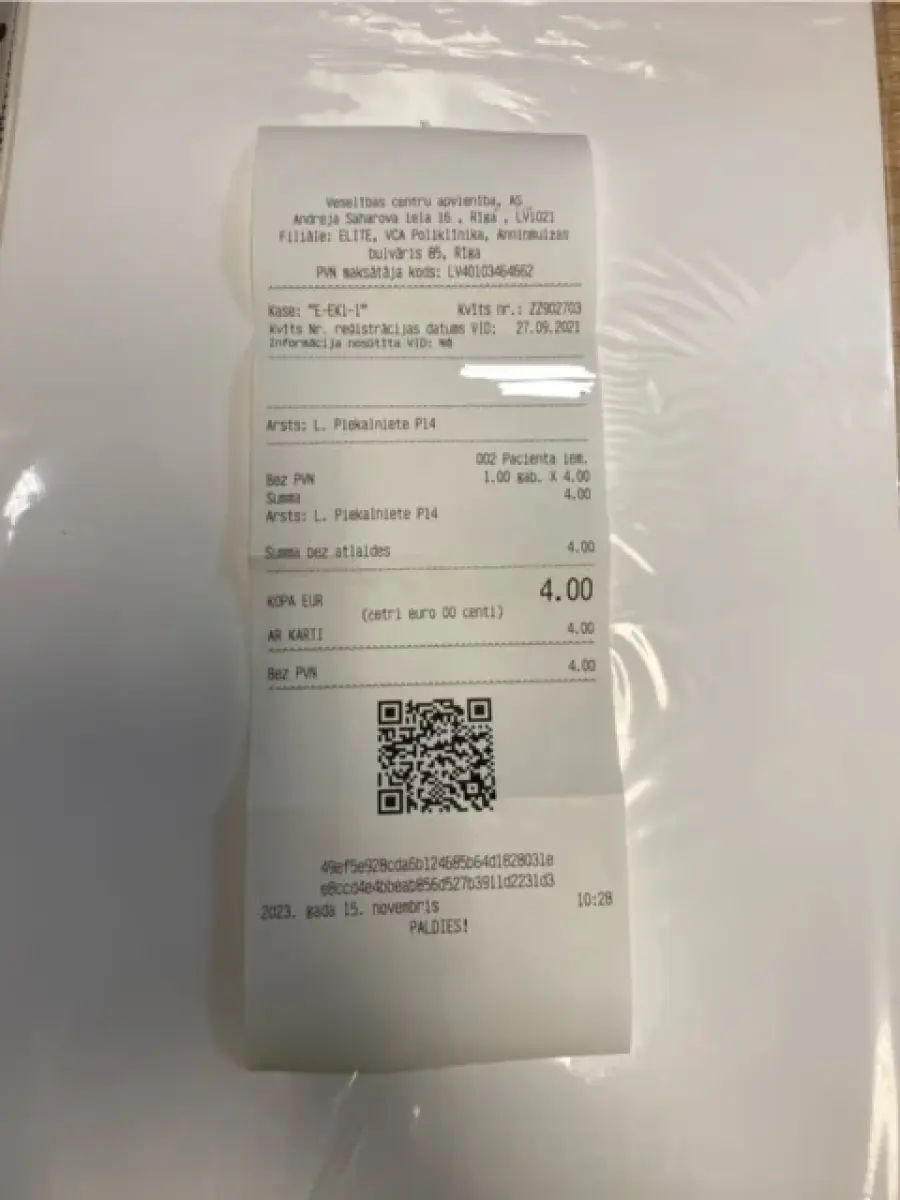 Veselības centru apvienība, AS
Andreja Saharova iela 16 , Rīga , LV1021
Filiāle: ELITE, VCA Poliklīnika, Anniņmuižas
bulvāris 85, Rīga
PVN maksātāja kods: LV40103464662
Kase: "E-EK1-1" Kvīts nr.: ZZ902703
Kvīts Nr. reģistrācijas datums VID: 27.09.2021
Informācija nosūtīta VID: Nē
Ārsts: L. Piekalniete P14
002 Pacienta iem.
Bez PVN 1.00 gab. X 4.00
Summa 4.00
Ārsts: L. Piekalniete P14
Summa bez atlaides 4.00
KOPĀ EUR 4.00
(četri euro 00 centi)
AR KARTI 4.00
Bez PVN 4.00
49ef5e928cda6b124685b64d1828031e
e8ccd4e4bbeab856d527b3911d2231d3
2023. gada 15. novembris 10:28
PALDIES!